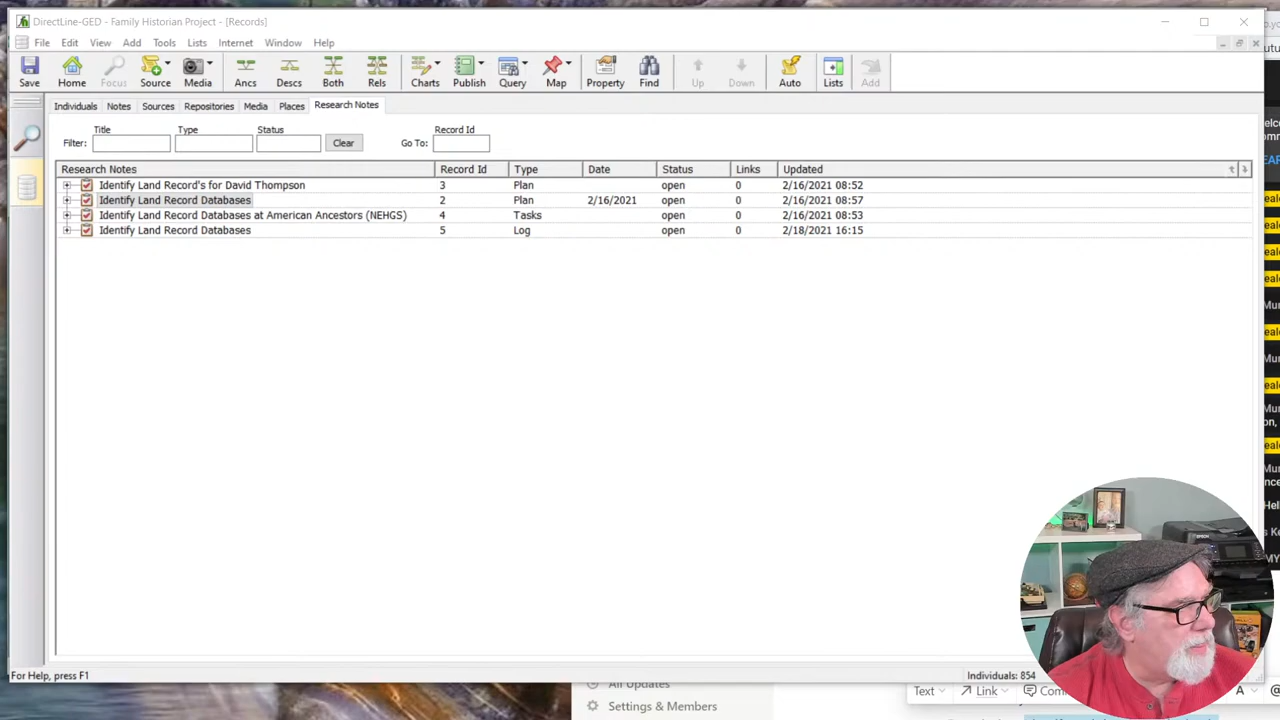 DirectLine-GED - Family Historian Project - [Records]
File Edit View Add Tools Lists Internet Window Help
Save Home Focus Source Media Ancs Descs Both Rels Charts Publish Query Map Property Find Up Down Auto Lists Add
Individuals Notes Sources Repositories Media Places Research Notes
Title Type Status Record Id
Filter: Clear Go To:
Research Notes Record Id Type Date Status Links Updated
Identify Land Record's for David Thompson 3 Plan open 0 2/16/2021 08:52
Identify Land Record Databases 2 Plan 2/16/2021 open 0 2/16/2021 08:57
Identify Land Record Databases at American Ancestors (NEHGS) 4 Tasks open 0 2/16/2021 08:53
Identify Land Record Databases 5 Log open 0 2/18/2021 16:15
For Help, press F1 Individuals: 854
All Updates
Text Link
Settings & Members
EPSON